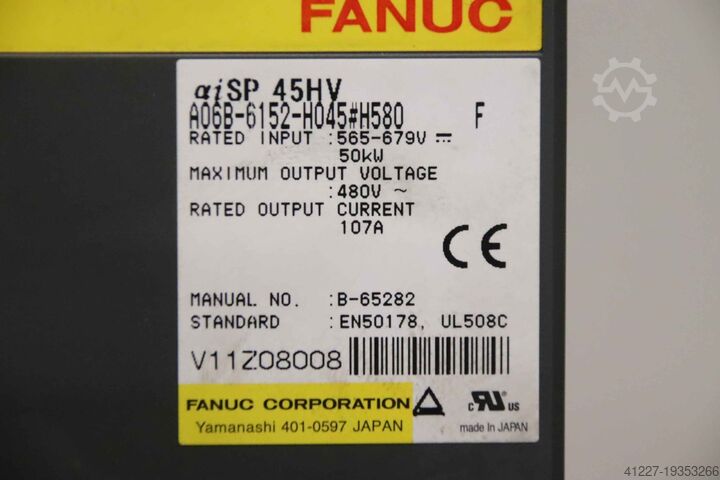 FANUC
αiSP 45HV
A06B-6152-H045#H580 F
RATED INPUT :565-679V ⎓
50kW
MAXIMUM OUTPUT VOLTAGE
:480V ~
RATED OUTPUT CURRENT
107A
CE
MANUAL NO. :B-65282
STANDARD :EN50178, UL508C
V11Z08008
FANUC CORPORATION
Yamanashi 401-0597 JAPAN
c RU us
made in JAPAN
41227-19353266